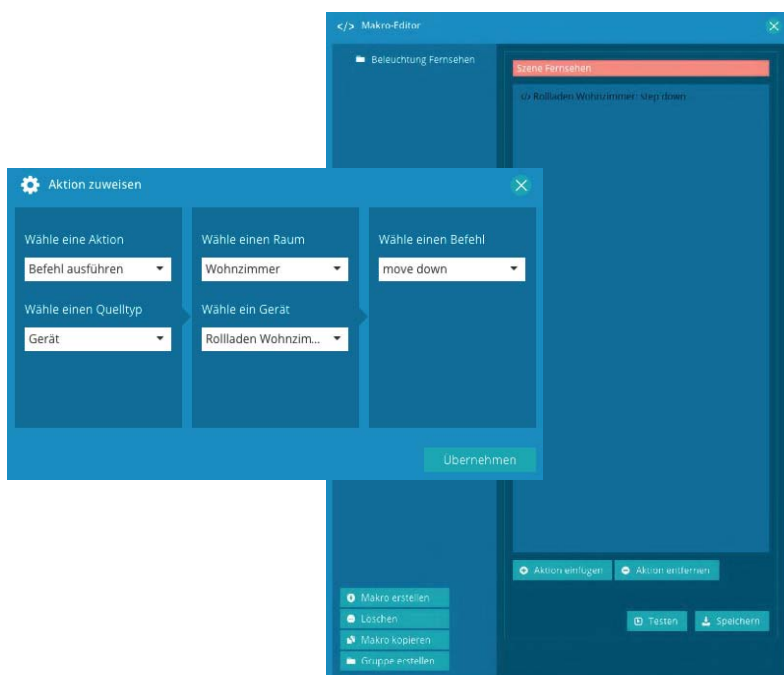 </> Makro-Editor
Beleuchtung Fernsehen
Szene Fernsehen
</> Rollladen Wohnzimmer: step down
Aktion zuweisen
Wähle eine Aktion
Befehl ausführen
Wähle einen Quelltyp
Gerät
Wähle einen Raum
Wohnzimmer
Wähle ein Gerät
Rollladen Wohnzim...
Wähle einen Befehl
move down
Übernehmen
Aktion einfügen
Aktion entfernen
Makro erstellen
Löschen
Makro kopieren
Gruppe erstellen
Testen
Speichern